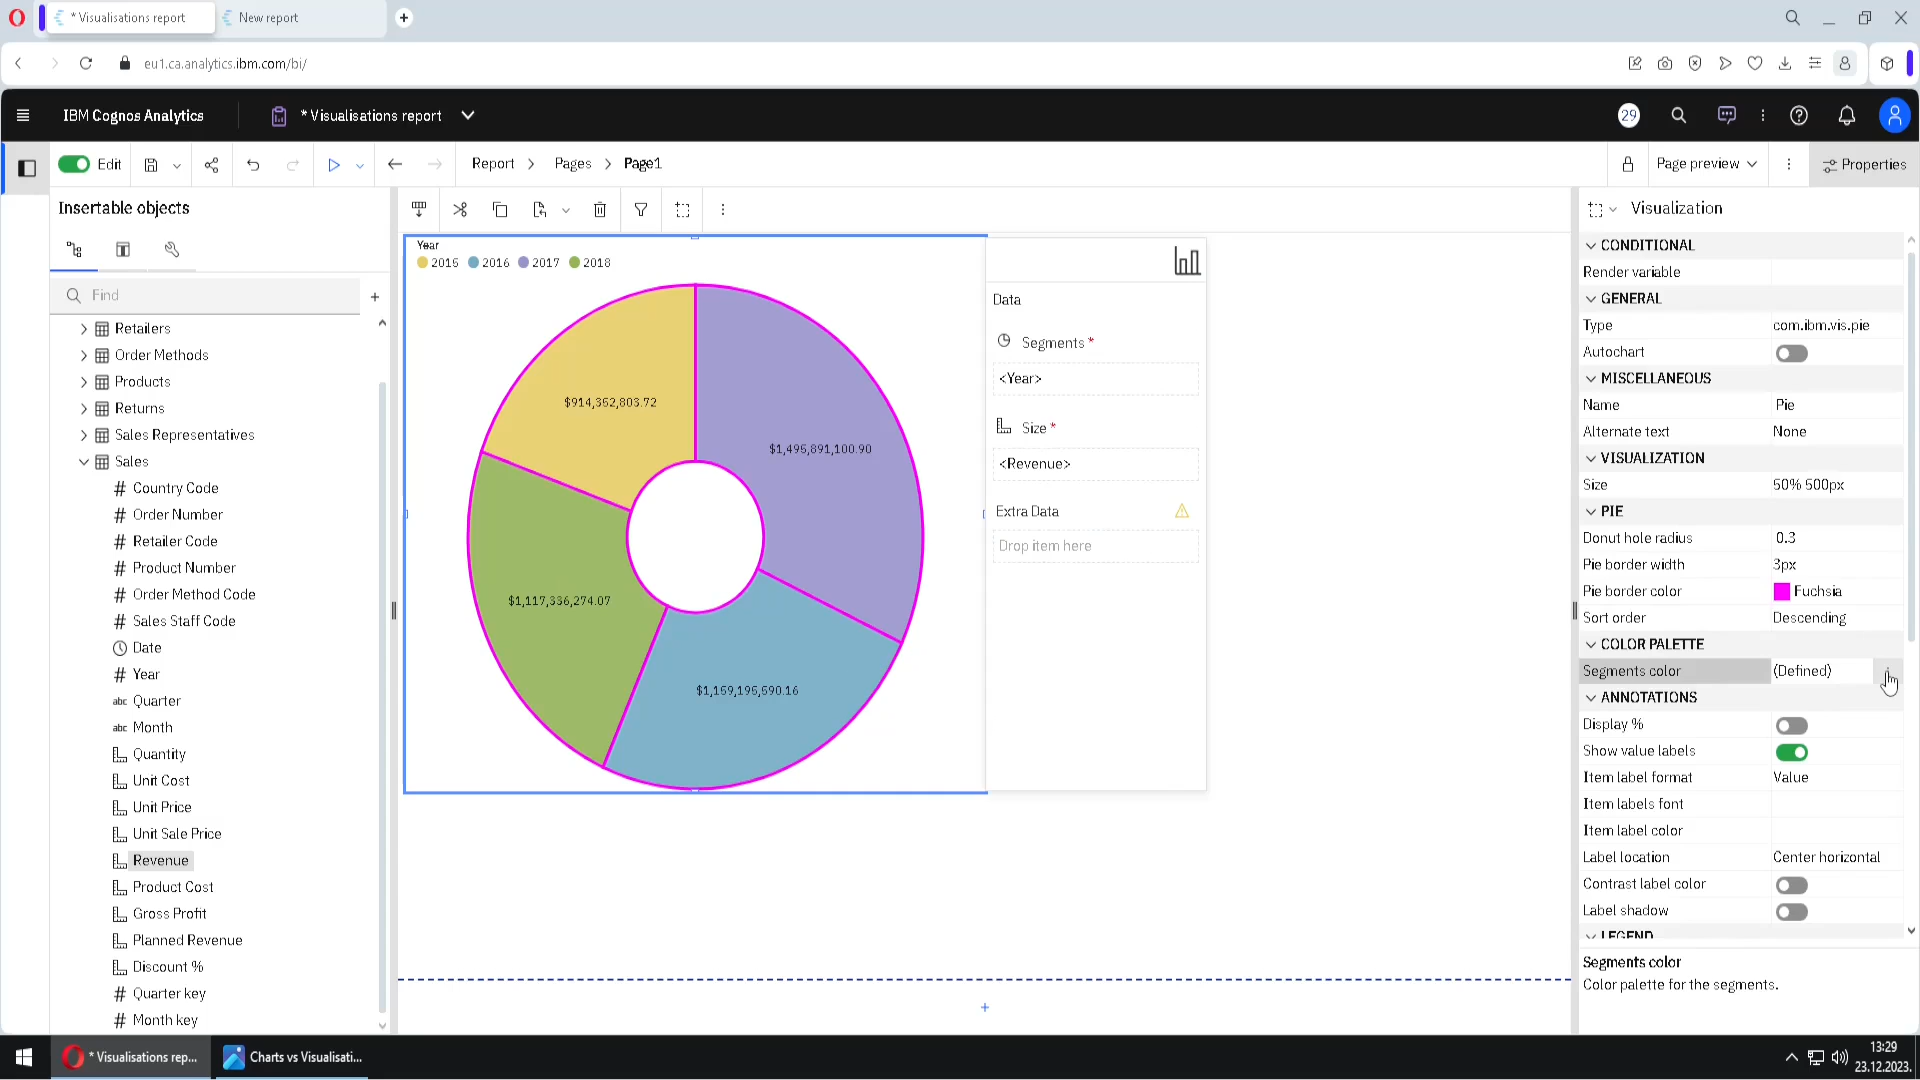 * Visualisations report
New report
eu1.ca.analytics.ibm.com/bi/
IBM Cognos Analytics
* Visualisations report
29
Edit
Report
Pages
Page1
Page preview
Properties
Insertable objects
Find
Retailers
Order Methods
Products
Returns
Sales Representatives
Sales
Country Code
Order Number
Retailer Code
Product Number
Order Method Code
Sales Staff Code
Date
Year
abc Quarter
abc Month
Quantity
Unit Cost
Unit Price
Unit Sale Price
Revenue
Product Cost
Gross Profit
Planned Revenue
Discount %
Quarter key
Month key
Year
2015 2016 2017 2018
$914,352,803.72
$1,495,891,100.90
$1,117,336,274.07
$1,159,195,590.16
Data
Segments *
<Year>
Size *
<Revenue>
Extra Data
Drop item here
Visualization
CONDITIONAL
Render variable
GENERAL
Type com.ibm.vis.pie
Autochart
MISCELLANEOUS
Name Pie
Alternate text None
VISUALIZATION
Size 50% 500px
PIE
Donut hole radius 0.3
Pie border width 3px
Pie border color Fuchsia
Sort order Descending
COLOR PALETTE
Segments color (Defined)
ANNOTATIONS
Display %
Show value labels
Item label format Value
Item labels font
Item label color
Label location Center horizontal
Contrast label color
Label shadow
LEGEND
Segments color
Color palette for the segments.
* Visualisations rep...
Charts vs Visualisati...
13:29
23.12.2023.